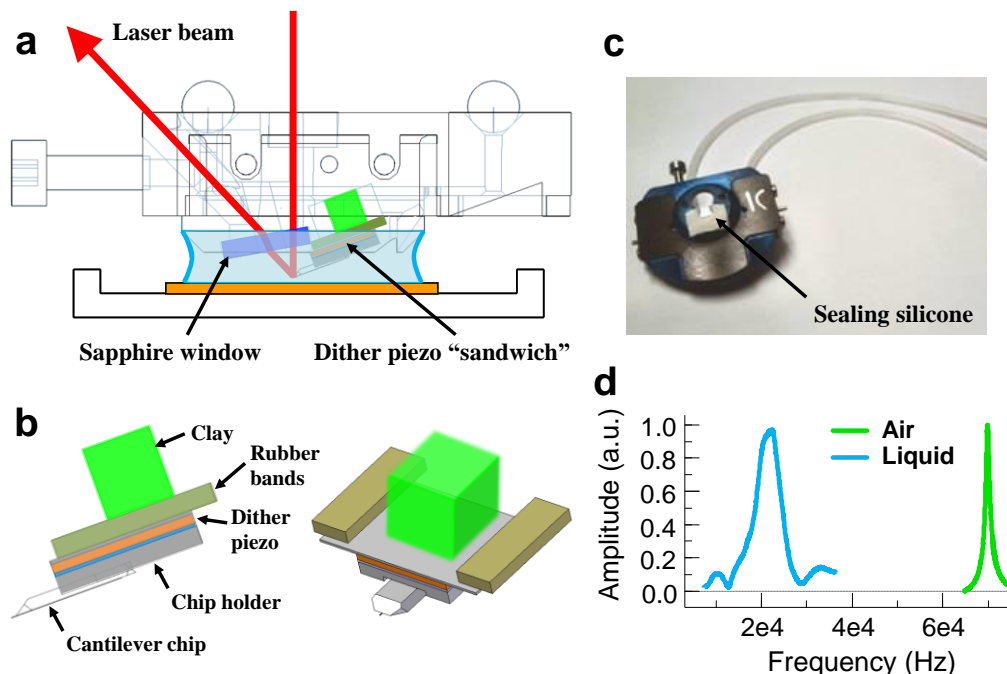 a
Laser beam
Sapphire window
Dither piezo “sandwich”
b
Clay
Rubber
bands
Dither
piezo
Chip holder
Cantilever chip
c
Sealing silicone
d
Air
Liquid
Amplitude (a.u.)
1.0
0.8
0.6
0.4
0.2
0.0
2e4 4e4 6e4
Frequency (Hz)